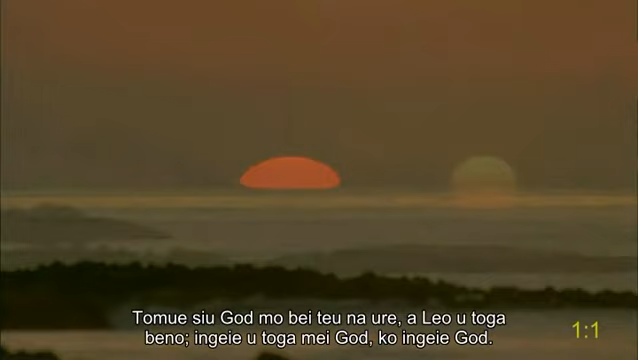 Tomue siu God mo bei teu na ure, a Leo u toga
beno; ingeie u toga mei God, ko ingeie God.
1:1